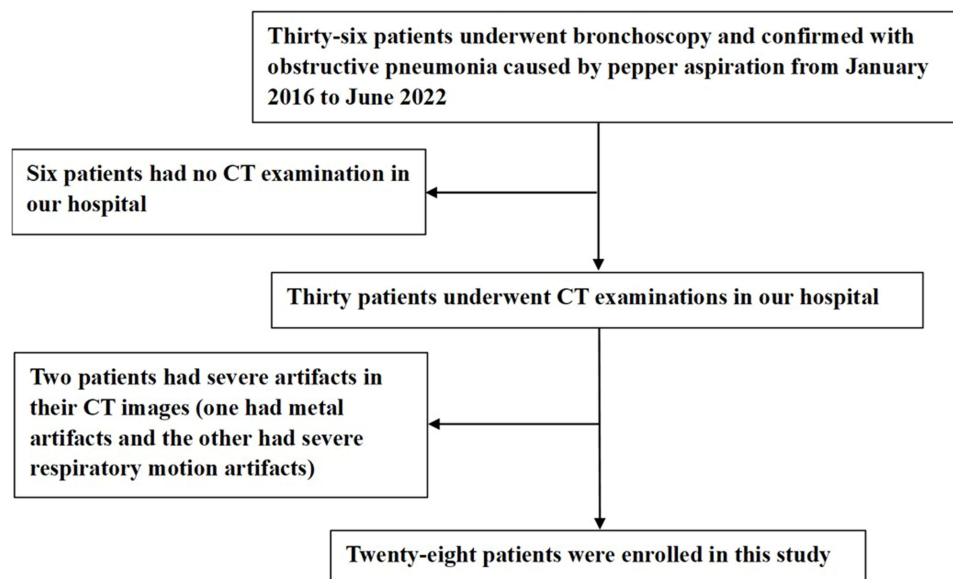 Thirty-six patients underwent bronchoscopy and confirmed with
obstructive pneumonia caused by pepper aspiration from January
2016 to June 2022
Six patients had no CT examination in
our hospital
Thirty patients underwent CT examinations in our hospital
Two patients had severe artifacts in
their CT images (one had metal
artifacts and the other had severe
respiratory motion artifacts)
Twenty-eight patients were enrolled in this study